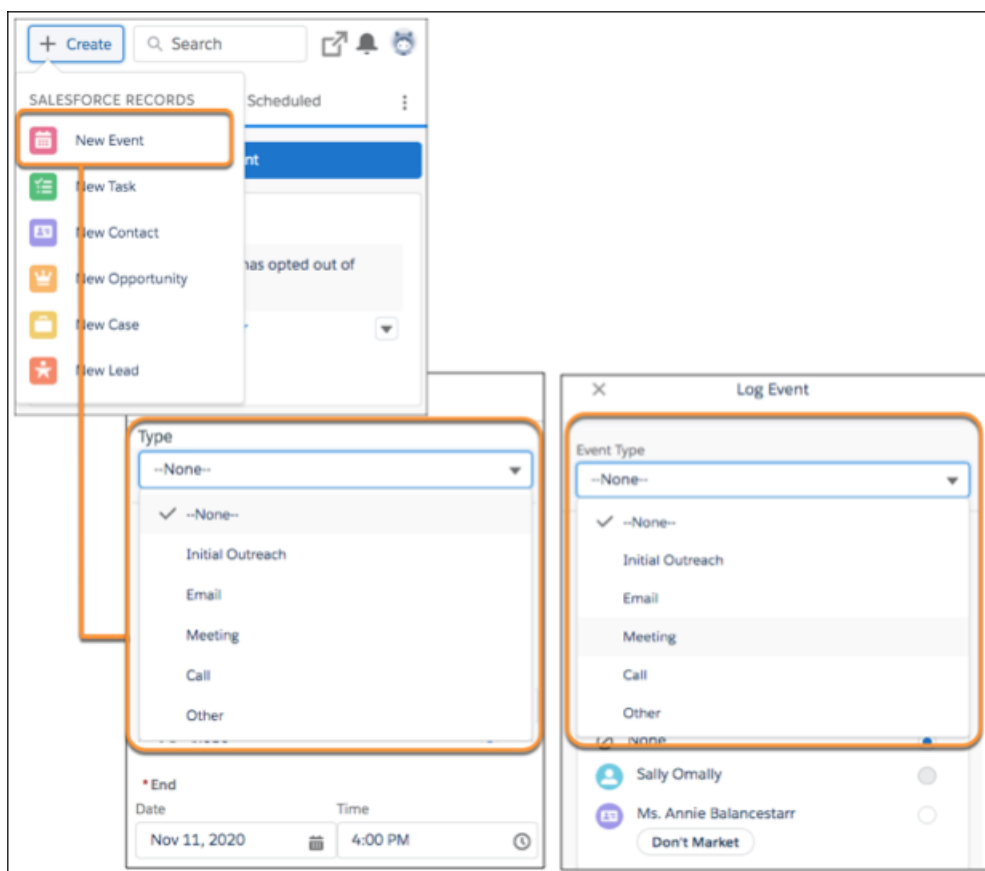 Create
Search
SALESFORCE RECORDS
Scheduled
New Event
nt
New Task
New Contact
has opted out of
New Opportunity
New Case
New Lead
Type
--None--
--None--
Initial Outreach
Email
Meeting
Call
Other
*End
Date
Time
Nov 11, 2020
4:00 PM
Log Event
Event Type
--None--
--None--
Initial Outreach
Email
Meeting
Call
Other
None
Sally Omally
Ms. Annie Balancestarr
Don't Market